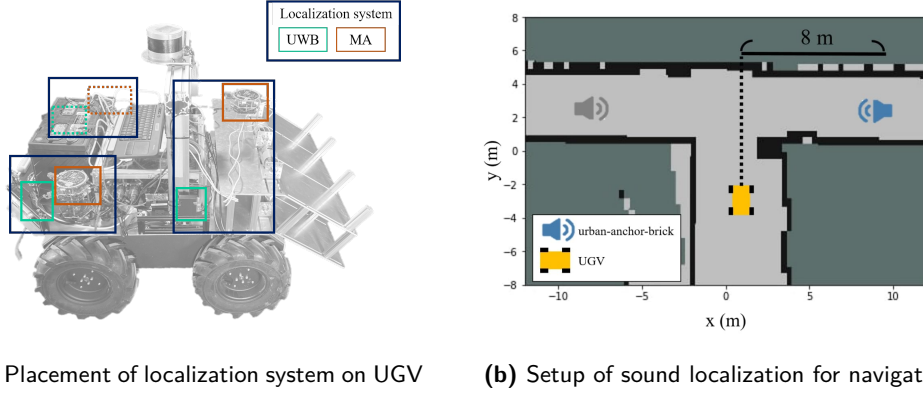 Localization system
UWB MA
Placement of localization system on UGV
8 m
y (m)
8
6
4
2
0
−2
−4
−6
−8
urban-anchor-brick
UGV
−10 −5 0 5 10
x (m)
(b) Setup of sound localization for navigat